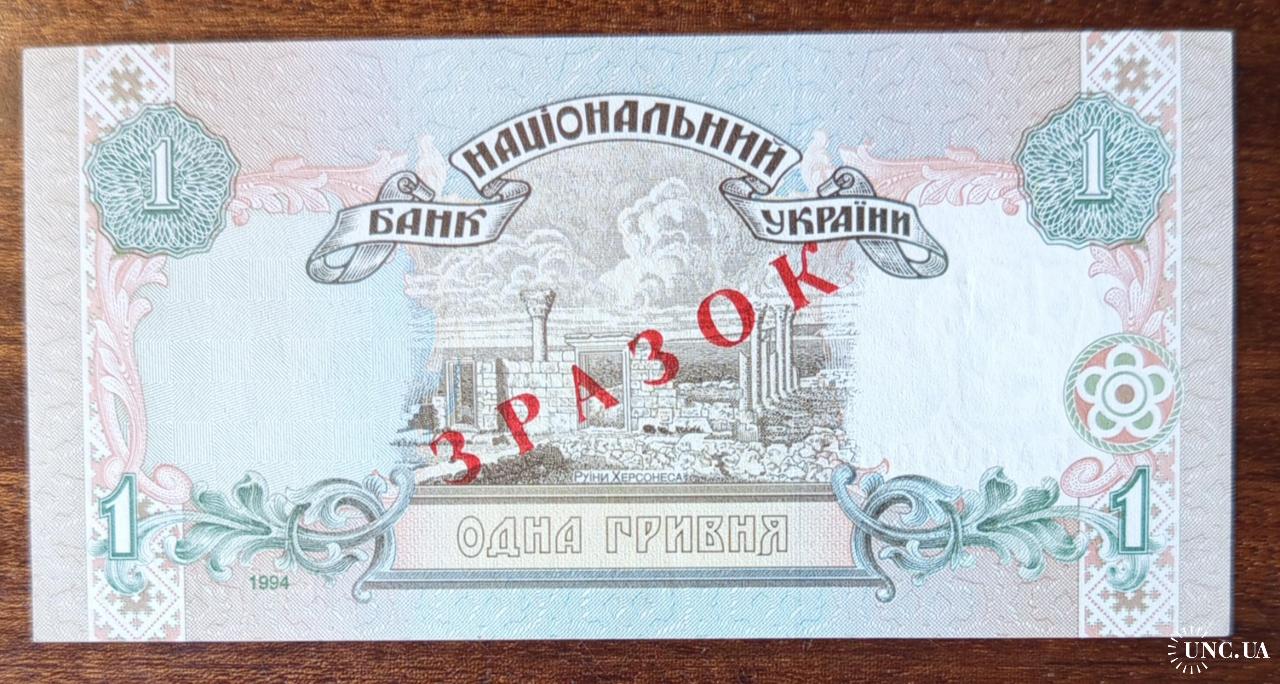 НАЦІОНАЛЬНИЙ
БАНК УКРАЇНИ
1 1
ЗРАЗОК
РУЇНИ ХЕРСОНЕСА
1 1
ОДНА ГРИВНЯ
1994
UNC.UA